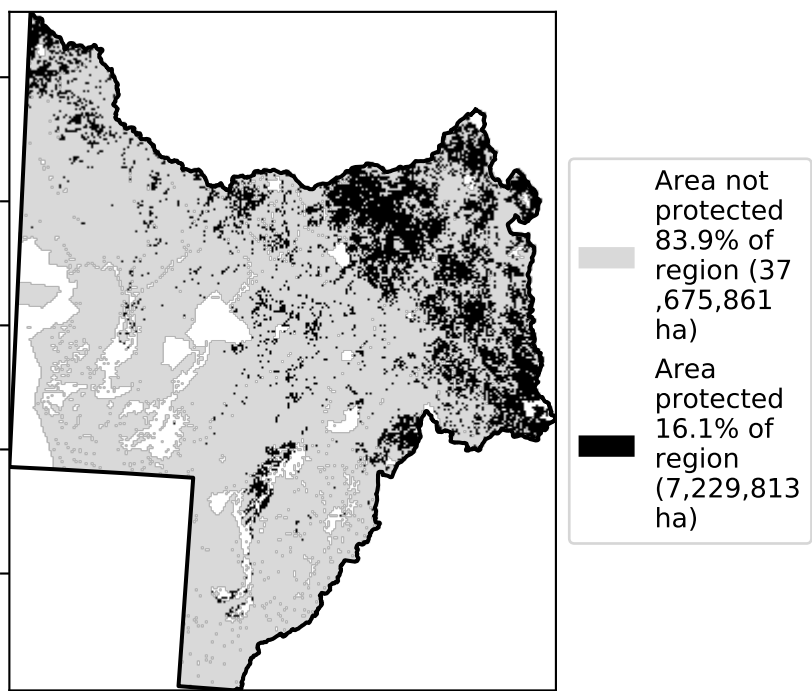 Area not
protected
83.9% of
region (37
,675,861
ha)
Area
protected
16.1% of
region
(7,229,813
ha)